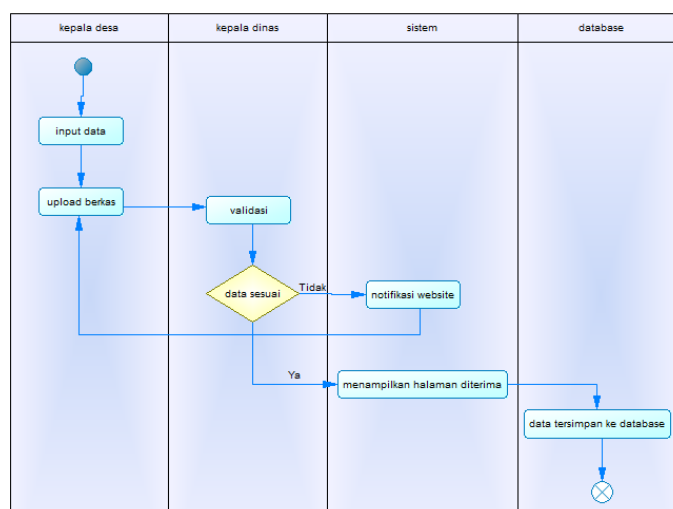 kepala desa
kepala dinas
sistem
database
input data
upload berkas
validasi
data sesuai
Tidak
notifikasi website
Ya
menampilkan halaman diterima
data tersimpan ke database